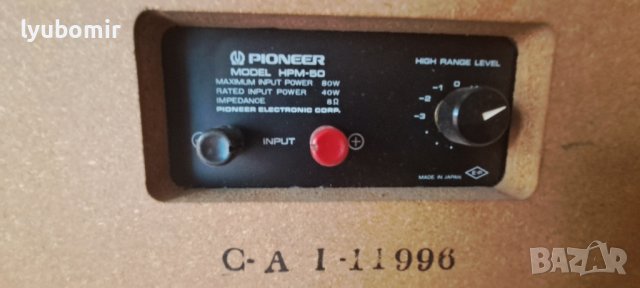 lyubomir
PIONEER
MODEL HPM-50
MAXIMUM INPUT POWER 80W
RATED INPUT POWER 40W
IMPEDANCE 8Ω
PIONEER ELECTRONIC CORP.
HIGH RANGE LEVEL
0
-1
-2
-3
INPUT
+
MADE IN JAPAN
C-A I-11996
BAZAR